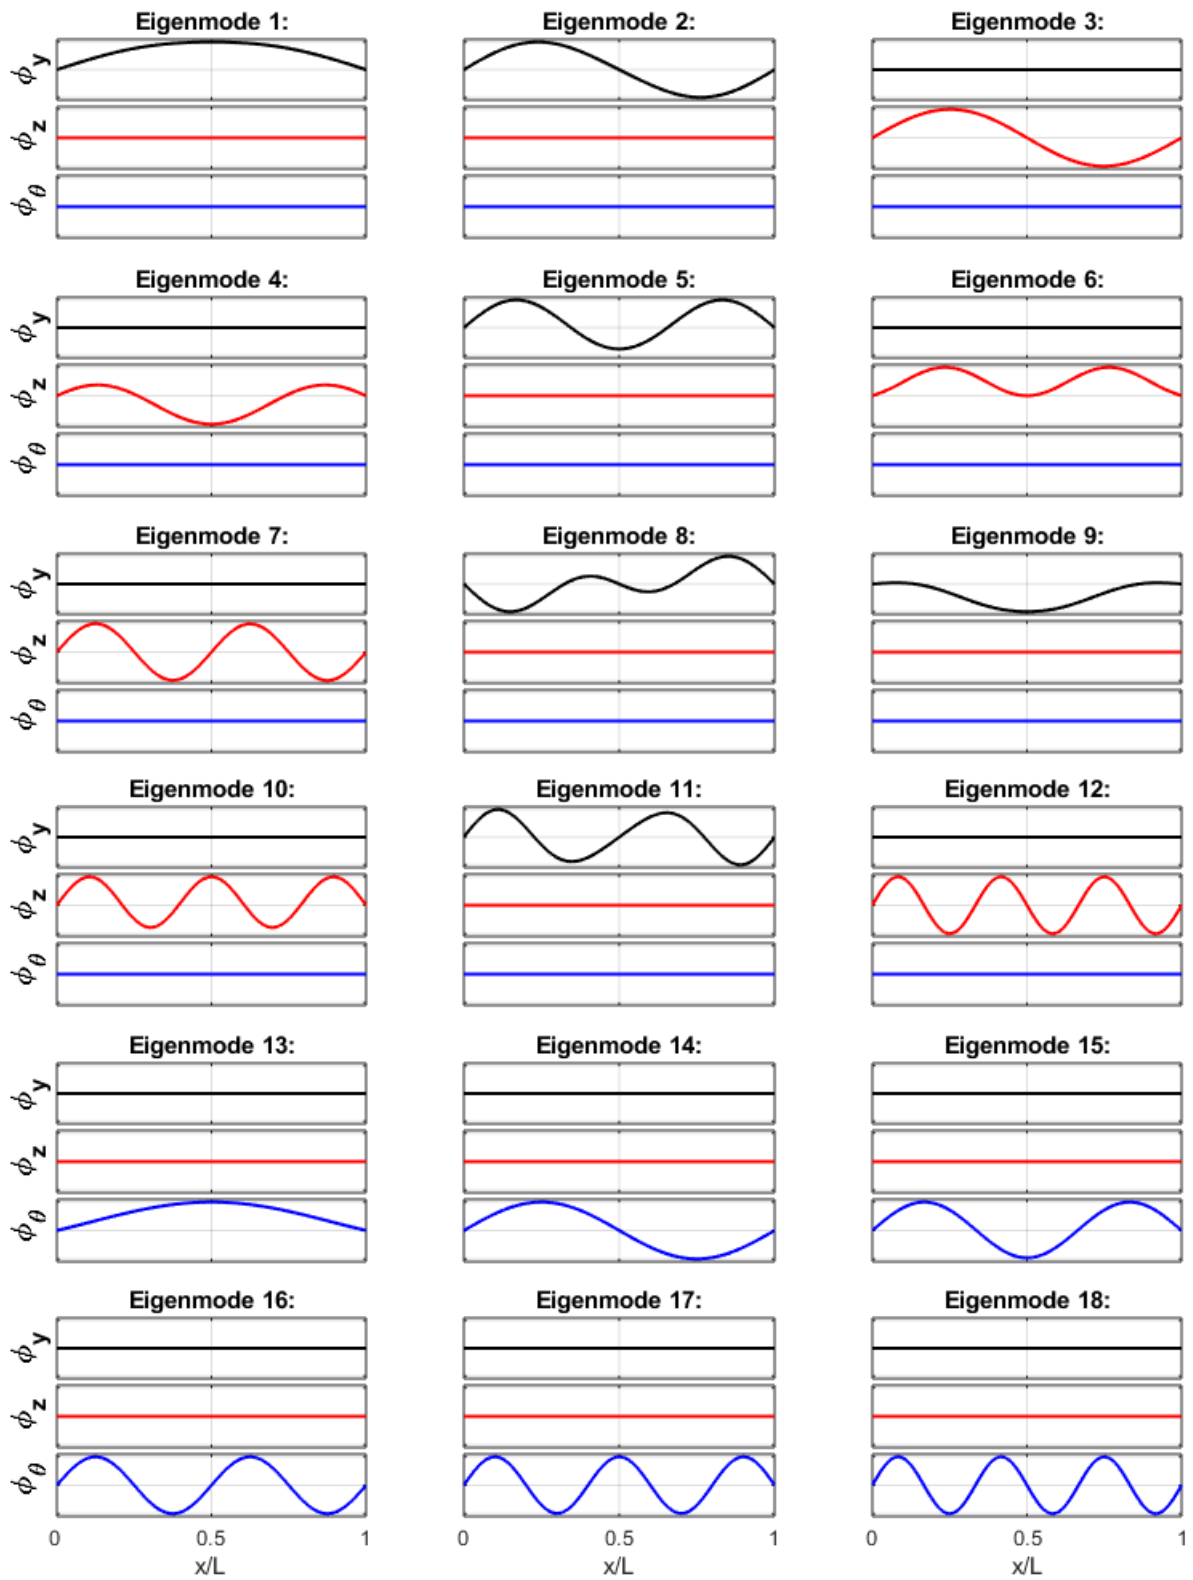 Eigenmode 1: Eigenmode 2: Eigenmode 3:
ϕy
ϕz
ϕθ
Eigenmode 4: Eigenmode 5: Eigenmode 6:
ϕy
ϕz
ϕθ
Eigenmode 7: Eigenmode 8: Eigenmode 9:
ϕy
ϕz
ϕθ
Eigenmode 10: Eigenmode 11: Eigenmode 12:
ϕy
ϕz
ϕθ
Eigenmode 13: Eigenmode 14: Eigenmode 15:
ϕy
ϕz
ϕθ
Eigenmode 16: Eigenmode 17: Eigenmode 18:
ϕy
ϕz
ϕθ
0 0.5 1 0 0.5 1 0 0.5 1
x/L x/L x/L